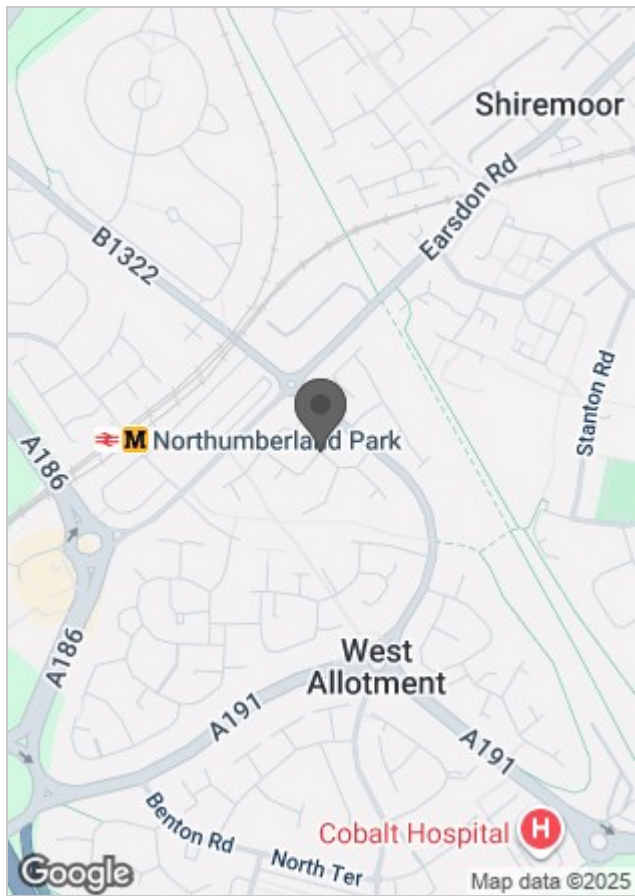 Shiremoor
Earsdon Rd
B1322
Stanton Rd
A186
M Northumberland Park
A186
West
Allotment
A191
A191
Benton Rd
North Ter
Cobalt Hospital H
Google
Map data ©2025